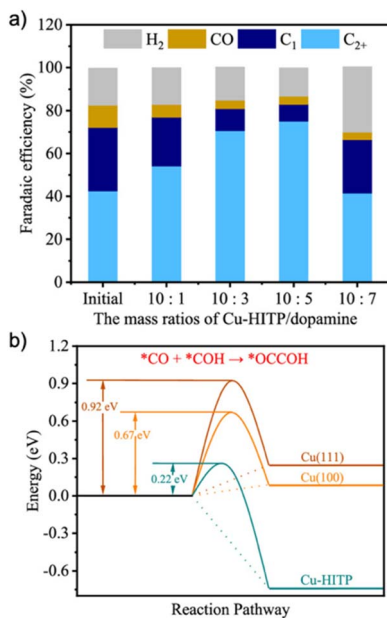 a)
H₂ CO C₁ C₂₊
Faradaic efficiency (%)
120
100
80
60
40
20
0
Initial 10 : 1 10 : 3 10 : 5 10 : 7
The mass ratios of Cu-HITP/dopamine
b)
*CO + *COH → *OCCOH
Energy (eV)
1.2
0.9
0.6
0.3
0.0
-0.3
-0.6
0.92 eV
0.67 eV
0.22 eV
Cu(111)
Cu(100)
Cu-HITP
Reaction Pathway